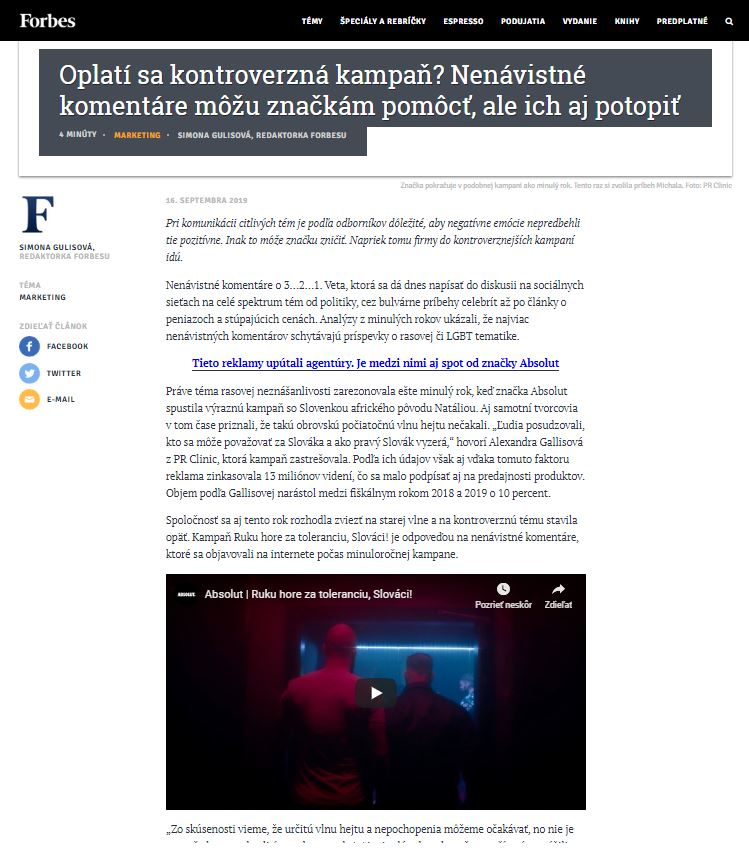 Forbes
TÉMY ŠPECIÁLY A REBRÍČKY ESPRESSO PODUJATIA VYDANIE KNIHY PREDPLATNÉ
Oplatí sa kontroverzná kampaň? Nenávistné
komentáre môžu značkám pomôcť, ale ich aj potopiť
4 MINÚTY · MARKETING · SIMONA GULISOVÁ, REDAKTORKA FORBESU
Značka pokračuje v podobnej kampani ako minulý rok. Tento raz si zvolila príbeh Michala. Foto: PR Clinic
F
SIMONA GULISOVÁ,
REDAKTORKA FORBESU
TÉMA
MARKETING
ZDIEĽAŤ ČLÁNOK
FACEBOOK
TWITTER
E-MAIL
16. SEPTEMBRA 2019
Pri komunikácii citlivých tém je podľa odborníkov dôležité, aby negatívne emócie nepredbehli
tie pozitívne. Inak to môže značku zničiť. Napriek tomu firmy do kontroverznejších kampaní
idú.
Nenávistné komentáre o 3…2…1. Veta, ktorá sa dá dnes napísať do diskusií na sociálnych
sieťach na celé spektrum tém od politiky, cez bulvárne príbehy celebrít až po články o
peniazoch a stúpajúcich cenách. Analýzy z minulých rokov ukázali, že najviac
nenávistných komentárov schytávajú príspevky o rasovej či LGBT tematike.
Tieto reklamy upútali agentúry. Je medzi nimi aj spot od značky Absolut
Práve téma rasovej neznášanlivosti zarezonovala ešte minulý rok, keď značka Absolut
spustila výraznú kampaň so Slovenkou afrického pôvodu Natáliou. Aj samotní tvorcovia
v tom čase priznali, že takú obrovskú počiatočnú vlnu hejtu nečakali. „Ľudia posudzovali,
kto sa môže považovať za Slováka a ako pravý Slovák vyzerá,“ hovorí Alexandra Gallisová
z PR Clinic, ktorá kampaň zastrešovala. Podľa ich údajov však aj vďaka tomuto faktoru
reklama zinkasovala 13 miliónov videní, čo sa malo podpísať aj na predajnosti produktov.
Objem podľa Gallisovej narástol medzi fiškálnym rokom 2018 a 2019 o 10 percent.
Spoločnosť sa aj tento rok rozhodla zviezť na starej vlne a na kontroverznú tému stavila
opäť. Kampaň Ruku hore za toleranciu, Slováci! je odpoveďou na nenávistné komentáre,
ktoré sa objavovali na internete počas minuloročnej kampane.
ABSOLUT. Absolut | Ruku hore za toleranciu, Slováci!
Pozrieť neskôr Zdieľať
„Zo skúsenosti vieme, že určitú vlnu hejtu a nepochopenia môžeme očakávať, no nie je